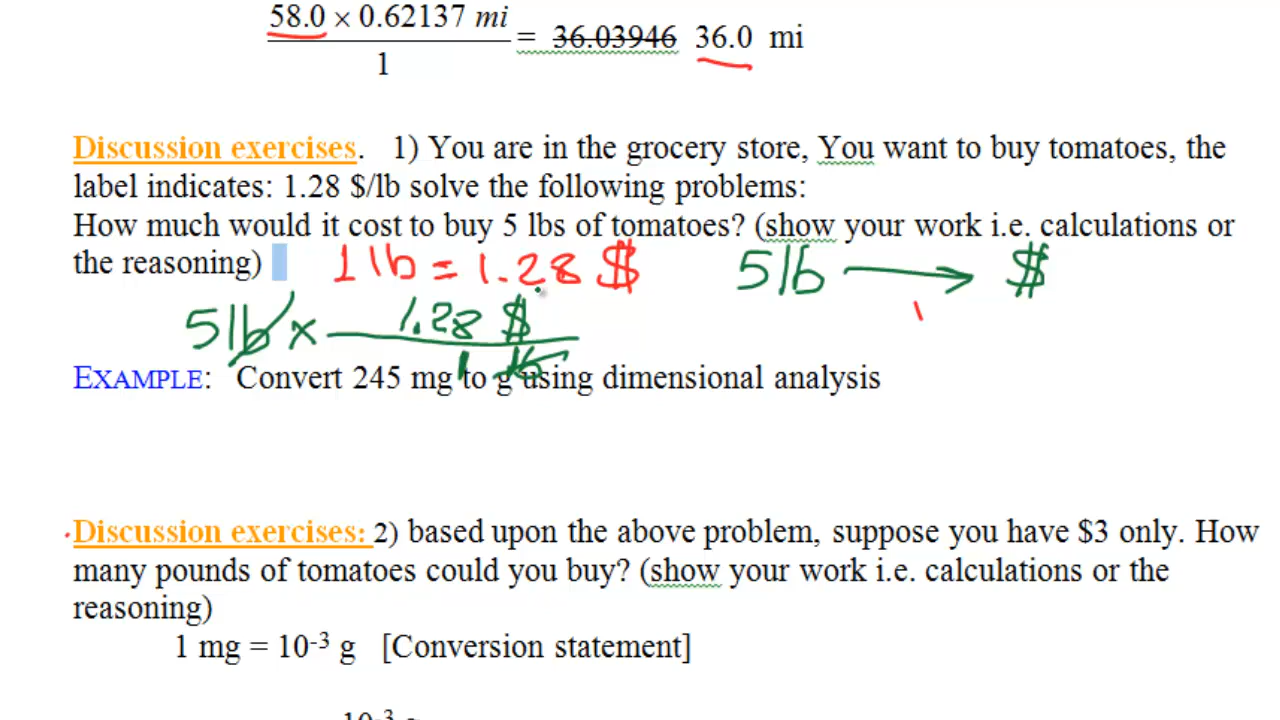 58.0 × 0.62137 mi
1
= 36.03946 36.0 mi
Discussion exercises. 1) You are in the grocery store, You want to buy tomatoes, the
label indicates: 1.28 $/lb solve the following problems:
How much would it cost to buy 5 lbs of tomatoes? (show your work i.e. calculations or
the reasoning)
1 lb = 1.28 $
5lb → $
5lb × 1.28 $
1 lb
EXAMPLE: Convert 245 mg to g using dimensional analysis
Discussion exercises: 2) based upon the above problem, suppose you have $3 only. How
many pounds of tomatoes could you buy? (show your work i.e. calculations or the
reasoning)
1 mg = 10⁻³ g [Conversion statement]
10⁻³ g